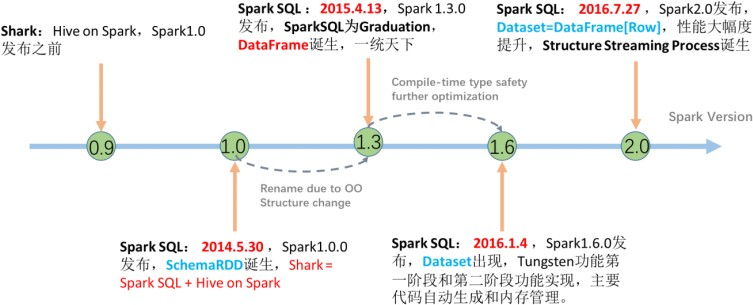 Shark：Hive on Spark，Spark1.0
发布之前
Spark SQL： 2015.4.13，Spark 1.3.0
发布，SparkSQL为Graduation，
DataFrame诞生，一统天下
Spark SQL： 2016.7.27 ，Spark2.0发布，
Dataset=DataFrame[Row]，性能大幅度
提升，Structure Streaming Process诞生
Compile-time type safety
further optimization
Spark Version
0.9
1.0
1.3
1.6
2.0
Rename due to OO
Structure change
Spark SQL： 2014.5.30 ，Spark1.0.0
发布，SchemaRDD诞生，Shark =
Spark SQL + Hive on Spark
Spark SQL： 2016.1.4 ，Spark1.6.0发
布，Dataset出现，Tungsten功能第
一阶段和第二阶段功能实现，主要
代码自动生成和内存管理。